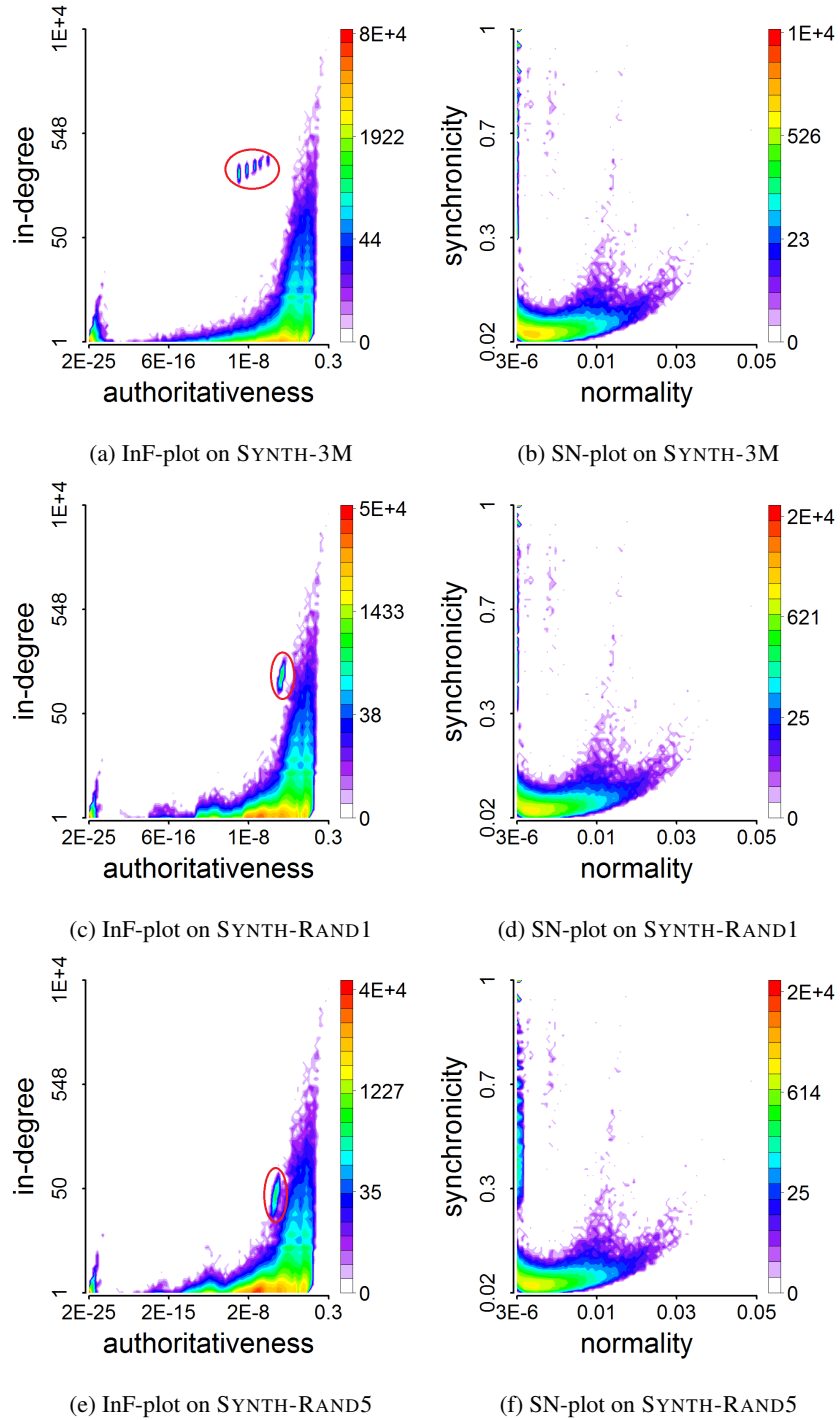 1E+4
548
50
1
in-degree
2E-25
6E-16
1E-8
0.3
authoritativeness
8E+4
1922
44
0
(a) InF-plot on SYNTH-3M
1
0.7
0.3
0.02
synchronicity
3E-6
0.01
0.03
0.05
normality
1E+4
526
23
0
(b) SN-plot on SYNTH-3M
1E+4
548
50
1
in-degree
2E-25
6E-16
1E-8
0.3
authoritativeness
5E+4
1433
38
0
(c) InF-plot on SYNTH-RAND1
1
0.7
0.3
0.02
synchronicity
3E-6
0.01
0.03
0.05
normality
2E+4
621
25
0
(d) SN-plot on SYNTH-RAND1
1E+4
548
50
1
in-degree
2E-25
2E-15
2E-8
0.3
authoritativeness
4E+4
1227
35
0
(e) InF-plot on SYNTH-RAND5
1
0.7
0.3
0.02
synchronicity
3E-6
0.01
0.03
0.05
normality
2E+4
614
25
0
(f) SN-plot on SYNTH-RAND5